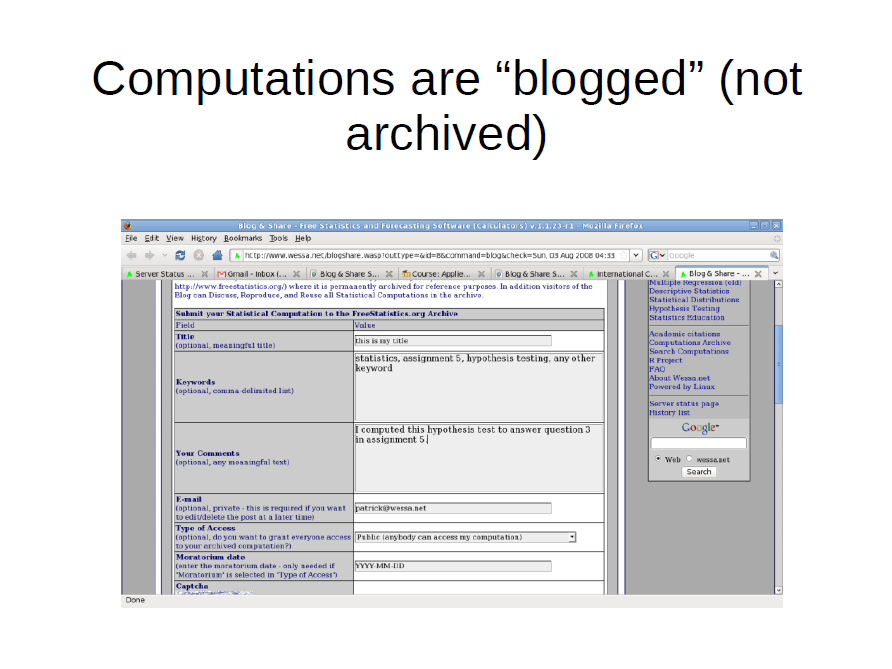 Computations are “blogged” (not
archived)
Blog & Share - Free Statistics and Forecasting Software (Calculators) v.1.1.23-r1 - Mozilla Firefox
File Edit View History Bookmarks Tools Help
http://www.wessa.net/blogshare.wasp?outtype=&id=8&command=blog&check=Sun, 03 Aug 2008 04:33
Google
Server Status ... Gmail - Inbox (... Blog & Share S... Course: Applie... Blog & Share S... International C... Blog & Share - ...
http://www.freestatistics.org/) where it is permanently archived for reference purposes. In addition visitors of the
Blog can Discuss, Reproduce, and Reuse all Statistical Computations in the archive.
Submit your Statistical Computation to the FreeStatistics.org Archive
Field Value
Title
(optional, meaningful title)
this is my title
Keywords
(optional, comma-delimited list)
statistics, assignment 5, hypothesis testing, any other
keyword
Your Comments
(optional, any meaningful text)
I computed this hypothesis test to answer question 3
in assignment 5.
E-mail
(optional, private - this is required if you want
to edit/delete the post at a later time)
patrick@wessa.net
Type of Access
(optional, do you want to grant everyone access
to your archived computation?)
Public (anybody can access my computation)
Moratorium date
(enter the moratorium date - only needed if
"Moratorium" is selected in "Type of Access")
YYYY-MM-DD
Captcha
Multiple Regression (old)
Descriptive Statistics
Statistical Distributions
Hypothesis Testing
Statistics Education
Academic citations
Computations Archive
Search Computations
R Project
FAQ
About Wessa.net
Powered by Linux
Server status page
History list
Google
Web wessa.net
Search
Done